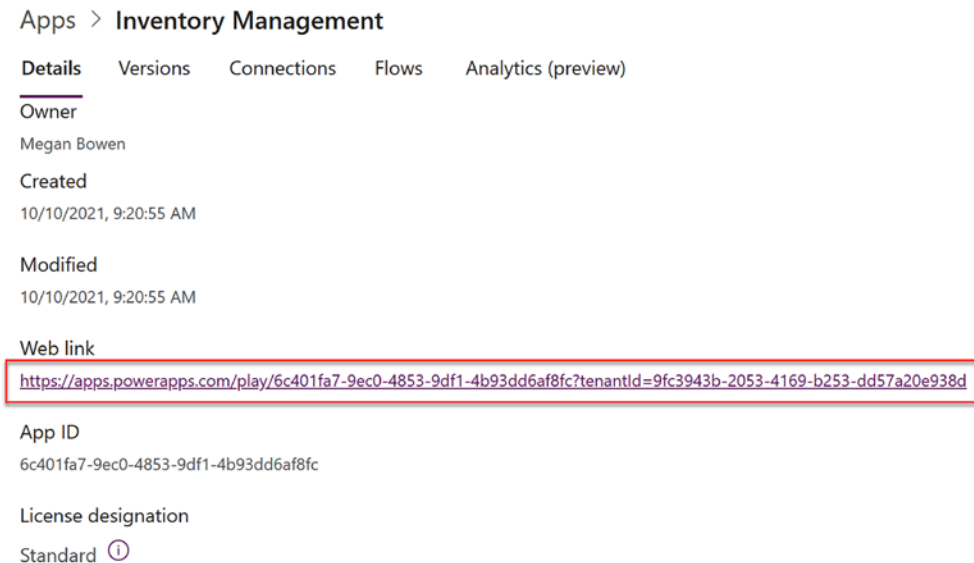 Apps > Inventory Management
Details Versions Connections Flows Analytics (preview)
Owner
Megan Bowen
Created
10/10/2021, 9:20:55 AM
Modified
10/10/2021, 9:20:55 AM
Web link
https://apps.powerapps.com/play/6c401fa7-9ec0-4853-9df1-4b93dd6af8fc?tenantId=9fc3943b-2053-4169-b253-dd57a20e938d
App ID
6c401fa7-9ec0-4853-9df1-4b93dd6af8fc
License designation
Standard